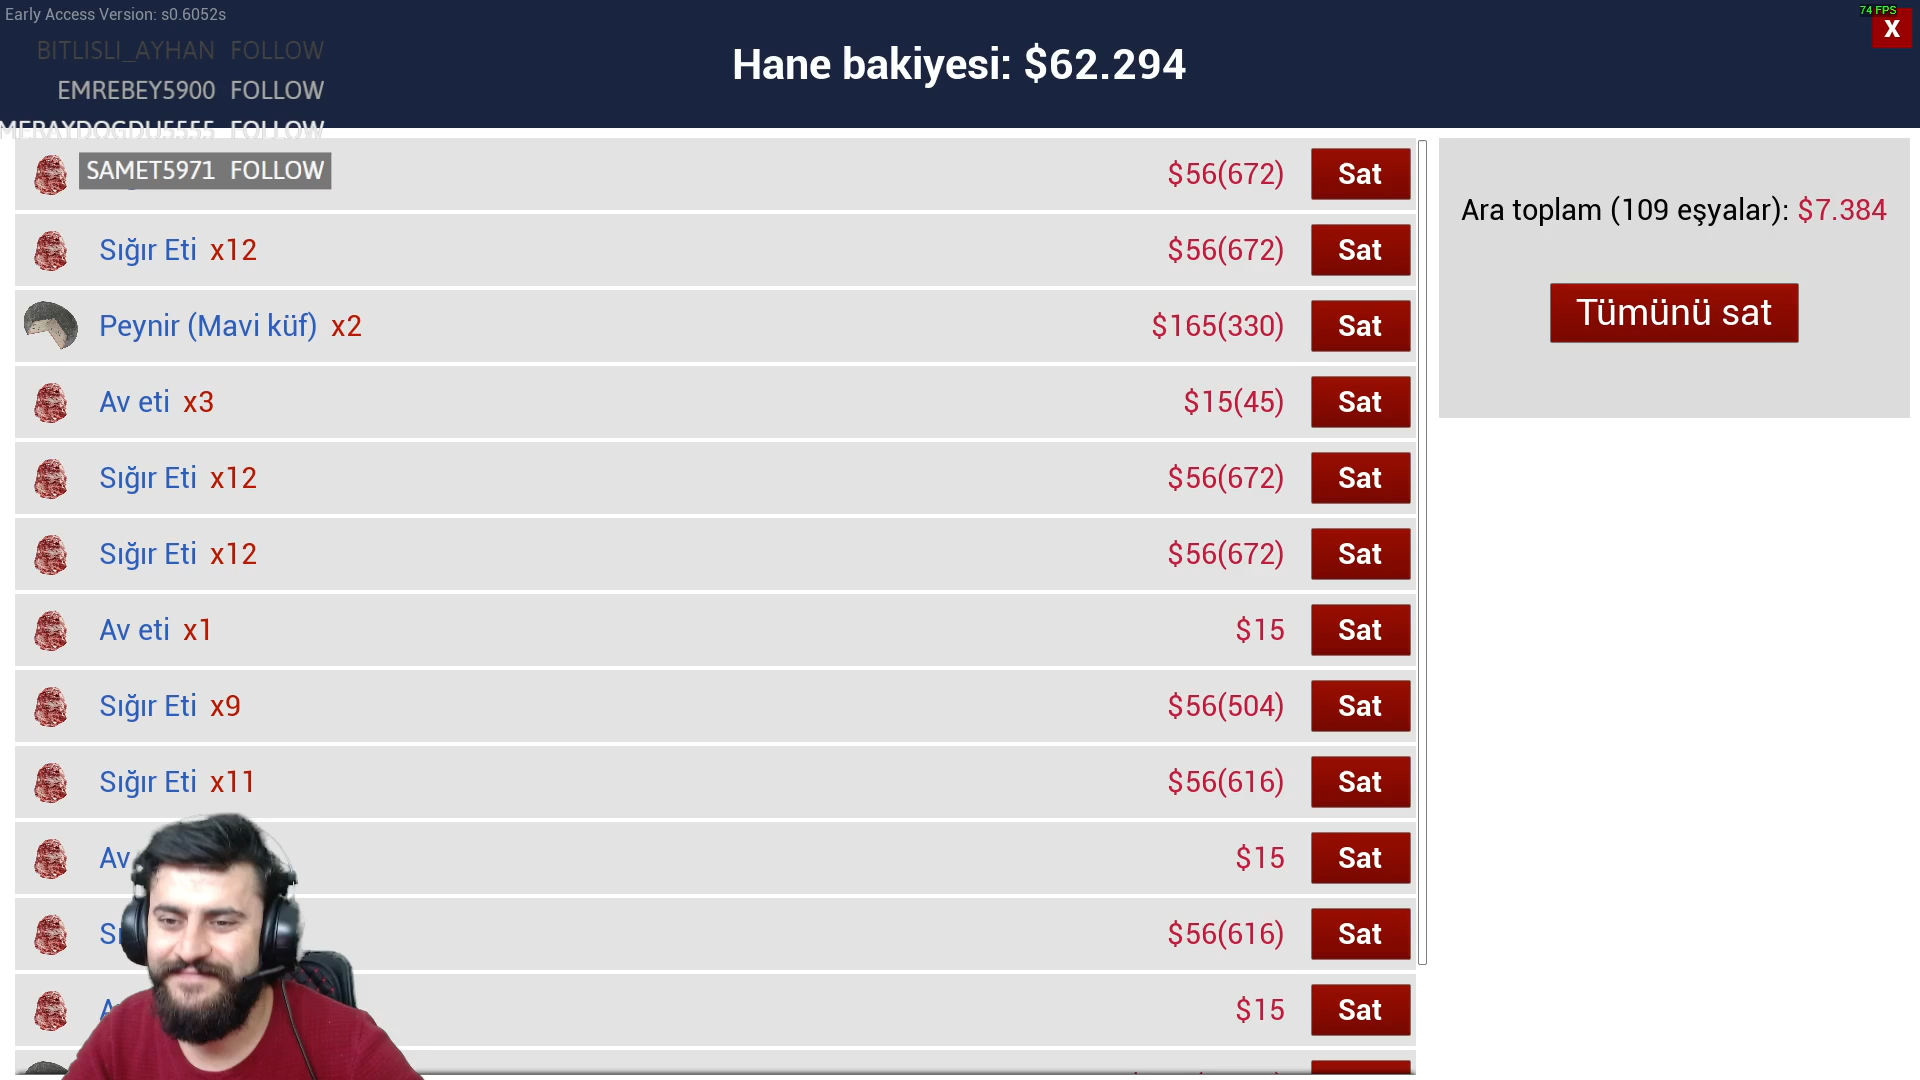 Early Access Version: s0.6052s
74 FPS
X
BITLISLI_AYHAN FOLLOW
EMREBEY5900 FOLLOW
FOLLOW
SAMET5971 FOLLOW
Hane bakiyesi: $62.294
$56(672) Sat
Sığır Eti x12 $56(672) Sat
Peynir (Mavi küf) x2 $165(330) Sat
Av eti x3 $15(45) Sat
Sığır Eti x12 $56(672) Sat
Sığır Eti x12 $56(672) Sat
Av eti x1 $15 Sat
Sığır Eti x9 $56(504) Sat
Sığır Eti x11 $56(616) Sat
Av $15 Sat
$56(616) Sat
$15 Sat
Ara toplam (109 eşyalar): $7.384
Tümünü sat